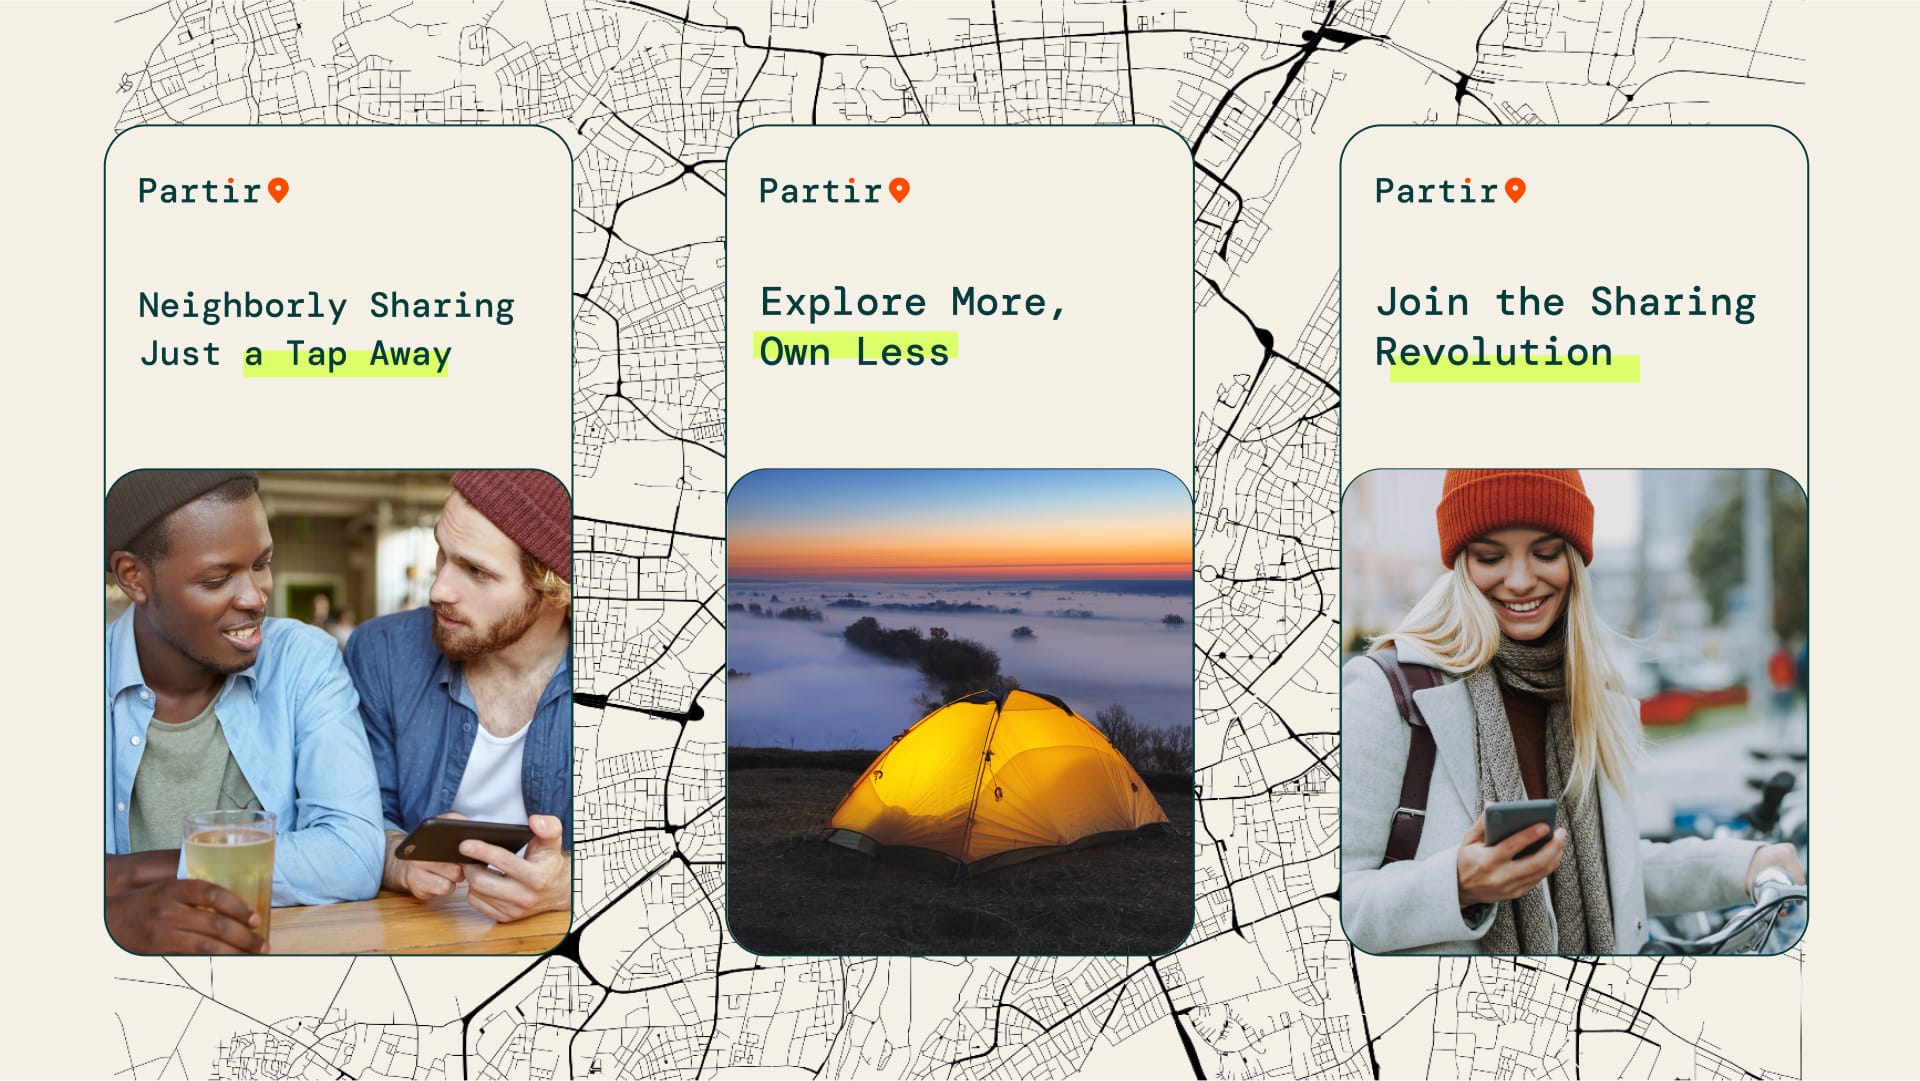 Partir
Neighborly Sharing
Just a Tap Away
Partir
Explore More,
Own Less
Partir
Join the Sharing
Revolution